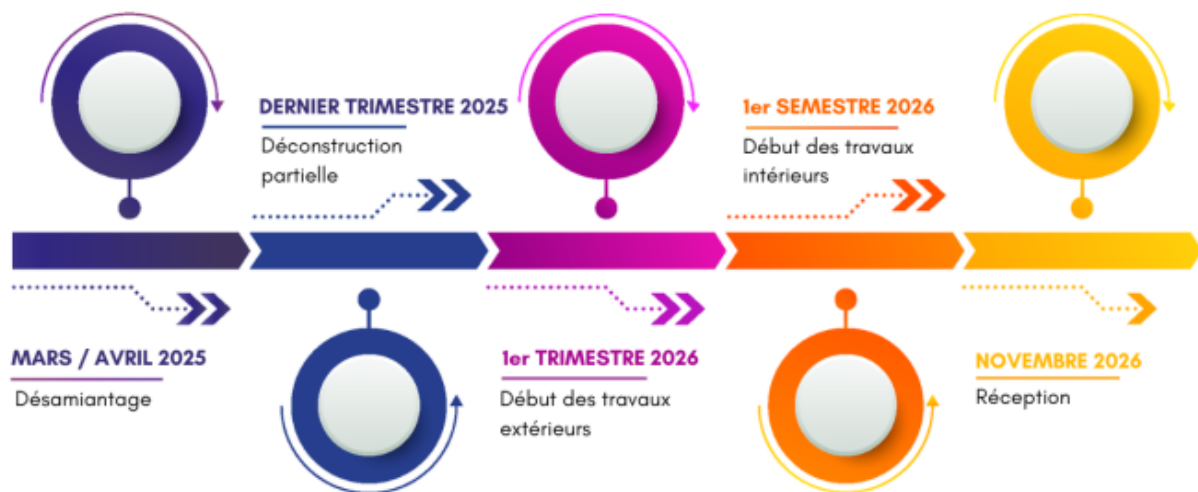 MARS / AVRIL 2025
Désamiantage
DERNIER TRIMESTRE 2025
Déconstruction
partielle
1er TRIMESTRE 2026
Début des travaux
extérieurs
1er SEMESTRE 2026
Début des travaux
intérieurs
NOVEMBRE 2026
Réception